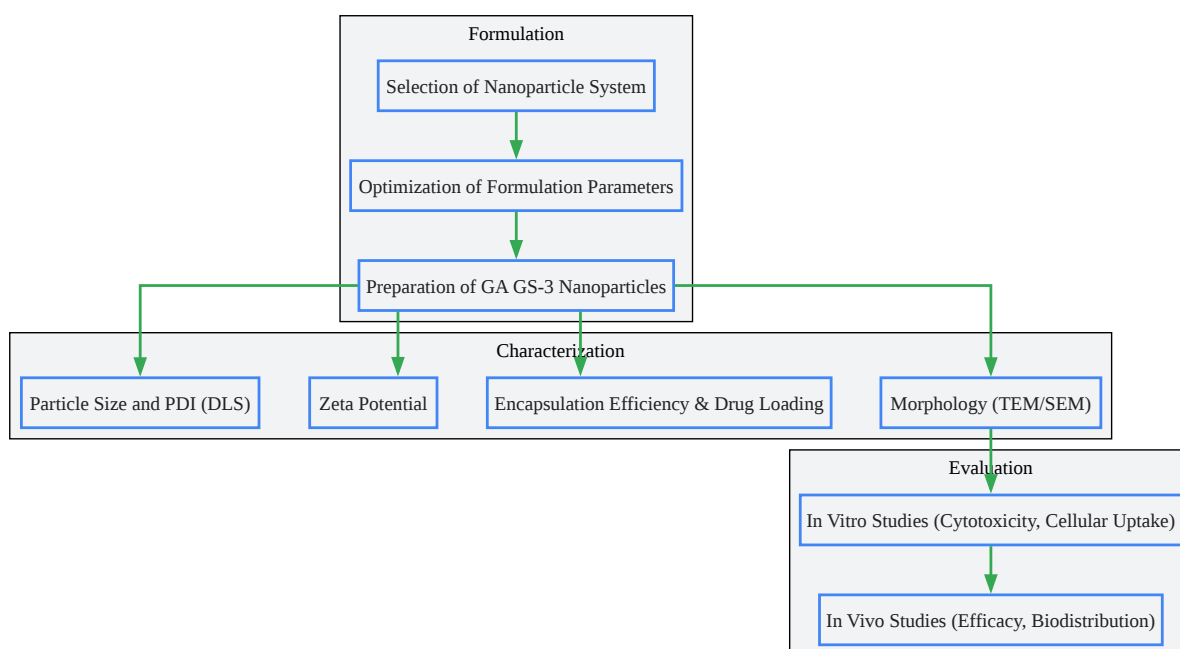 Formulation
Selection of Nanoparticle System
Optimization of Formulation Parameters
Preparation of GA GS-3 Nanoparticles
Characterization
Particle Size and PDI (DLS)
Zeta Potential
Encapsulation Efficiency & Drug Loading
Morphology (TEM/SEM)
Evaluation
In Vitro Studies (Cytotoxicity, Cellular Uptake)
In Vivo Studies (Efficacy, Biodistribution)